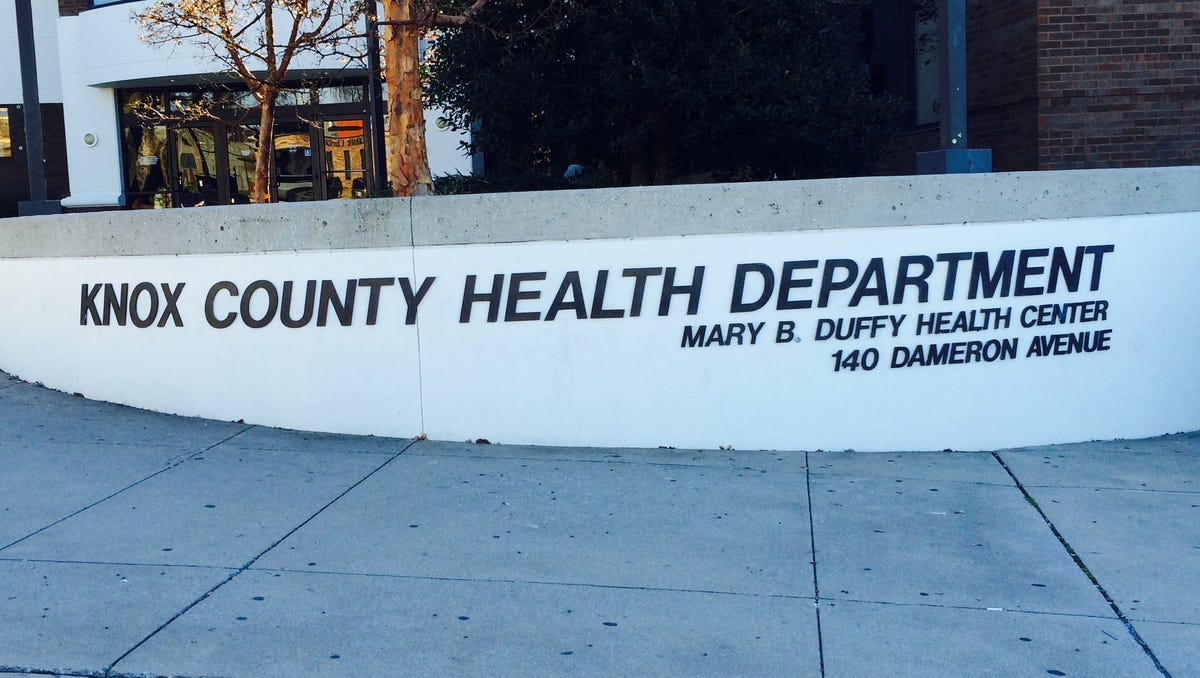 KNOX COUNTY HEALTH DEPARTMENT
MARY B. DUFFY HEALTH CENTER
140 DAMERON AVENUE